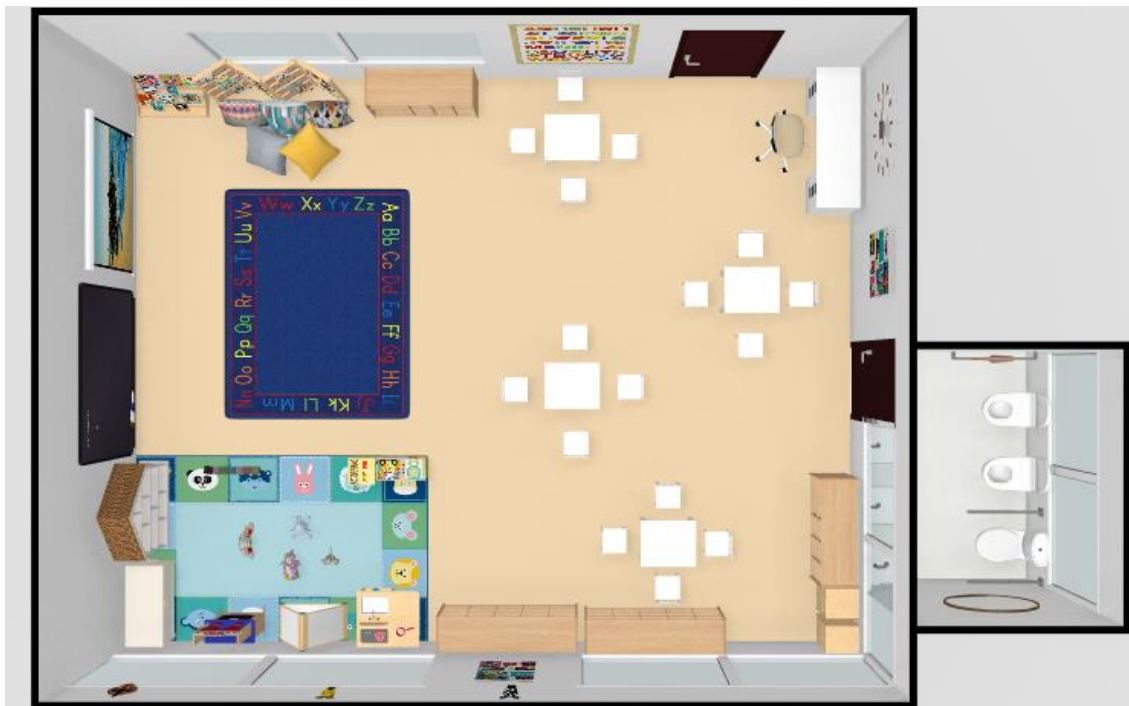 Aa Bb Cc Dd Ee Ff Gg Hh Ii
Jj Kk Ll Mm
Nn Oo Pp Qq Rr Ss Tt Uu Vv
Ww Xx Yy Zz